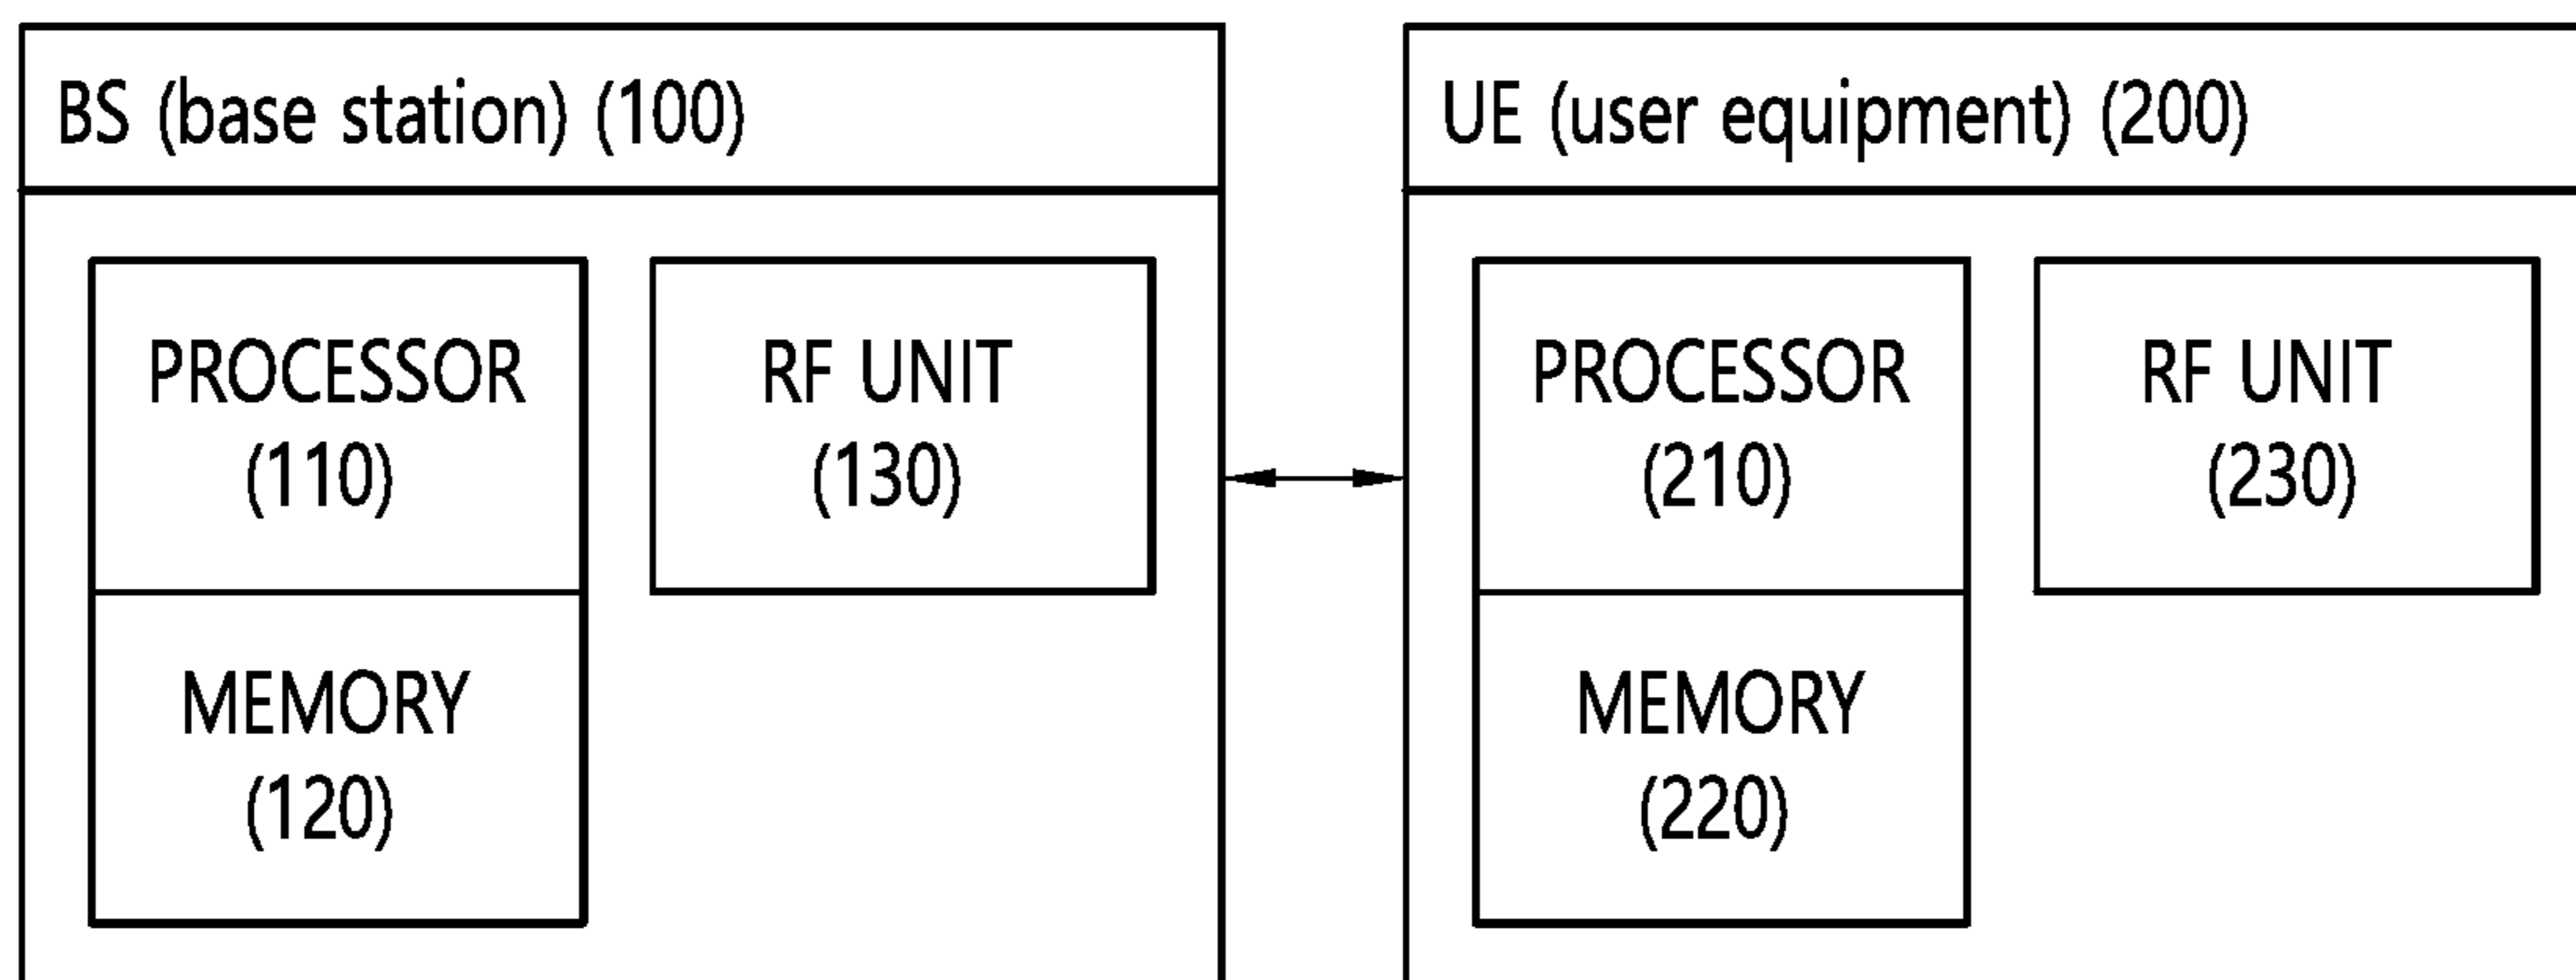 BS (base station) (100)
PROCESSOR
(110)
RF UNIT
(130)
MEMORY
(120)
UE (user equipment) (200)
PROCESSOR
(210)
RF UNIT
(230)
MEMORY
(220)